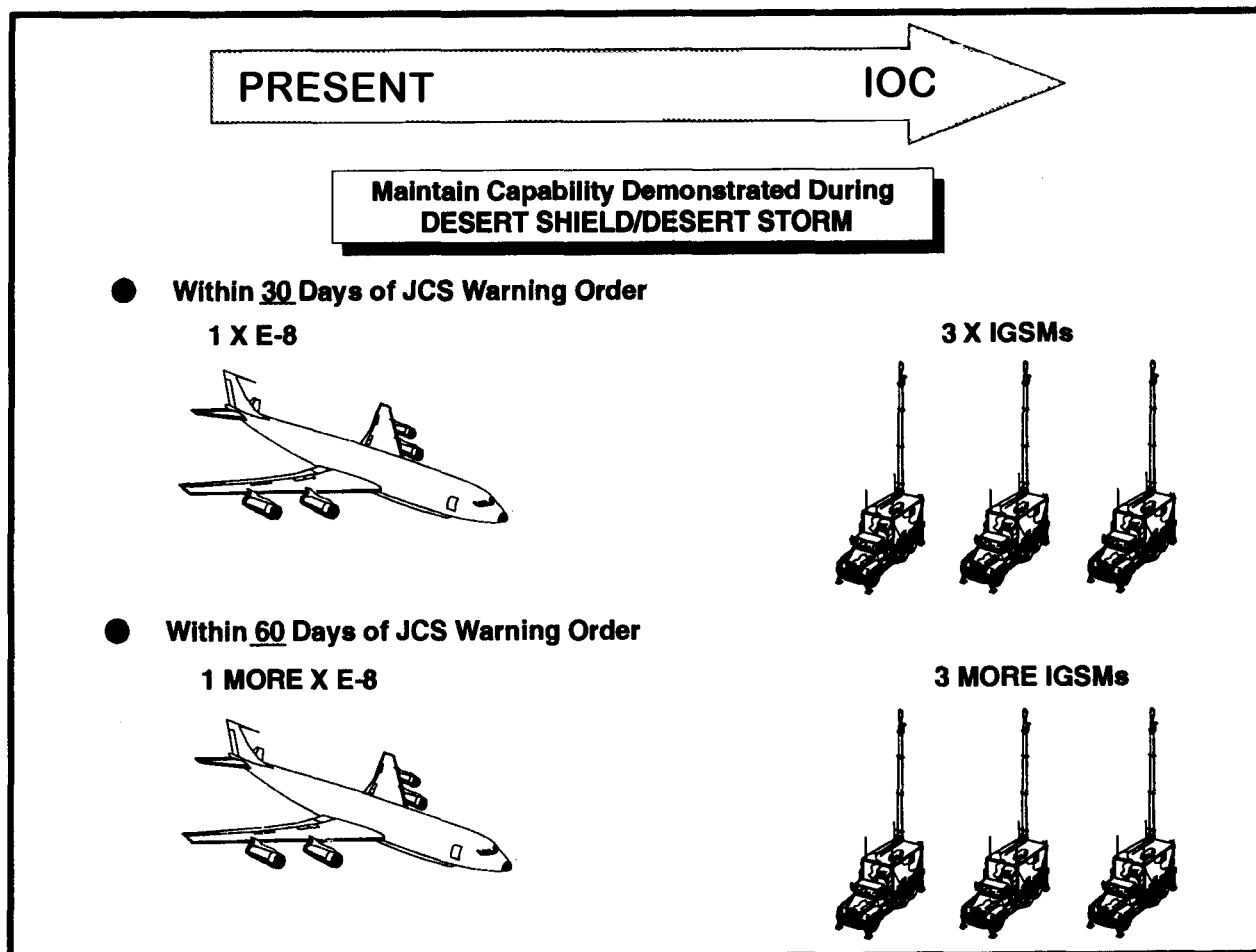 PRESENT IOC
Maintain Capability Demonstrated During
DESERT SHIELD/DESERT STORM
● Within 30 Days of JCS Warning Order
1 X E-8
3 X IGSMs
● Within 60 Days of JCS Warning Order
1 MORE X E-8
3 MORE IGSMs